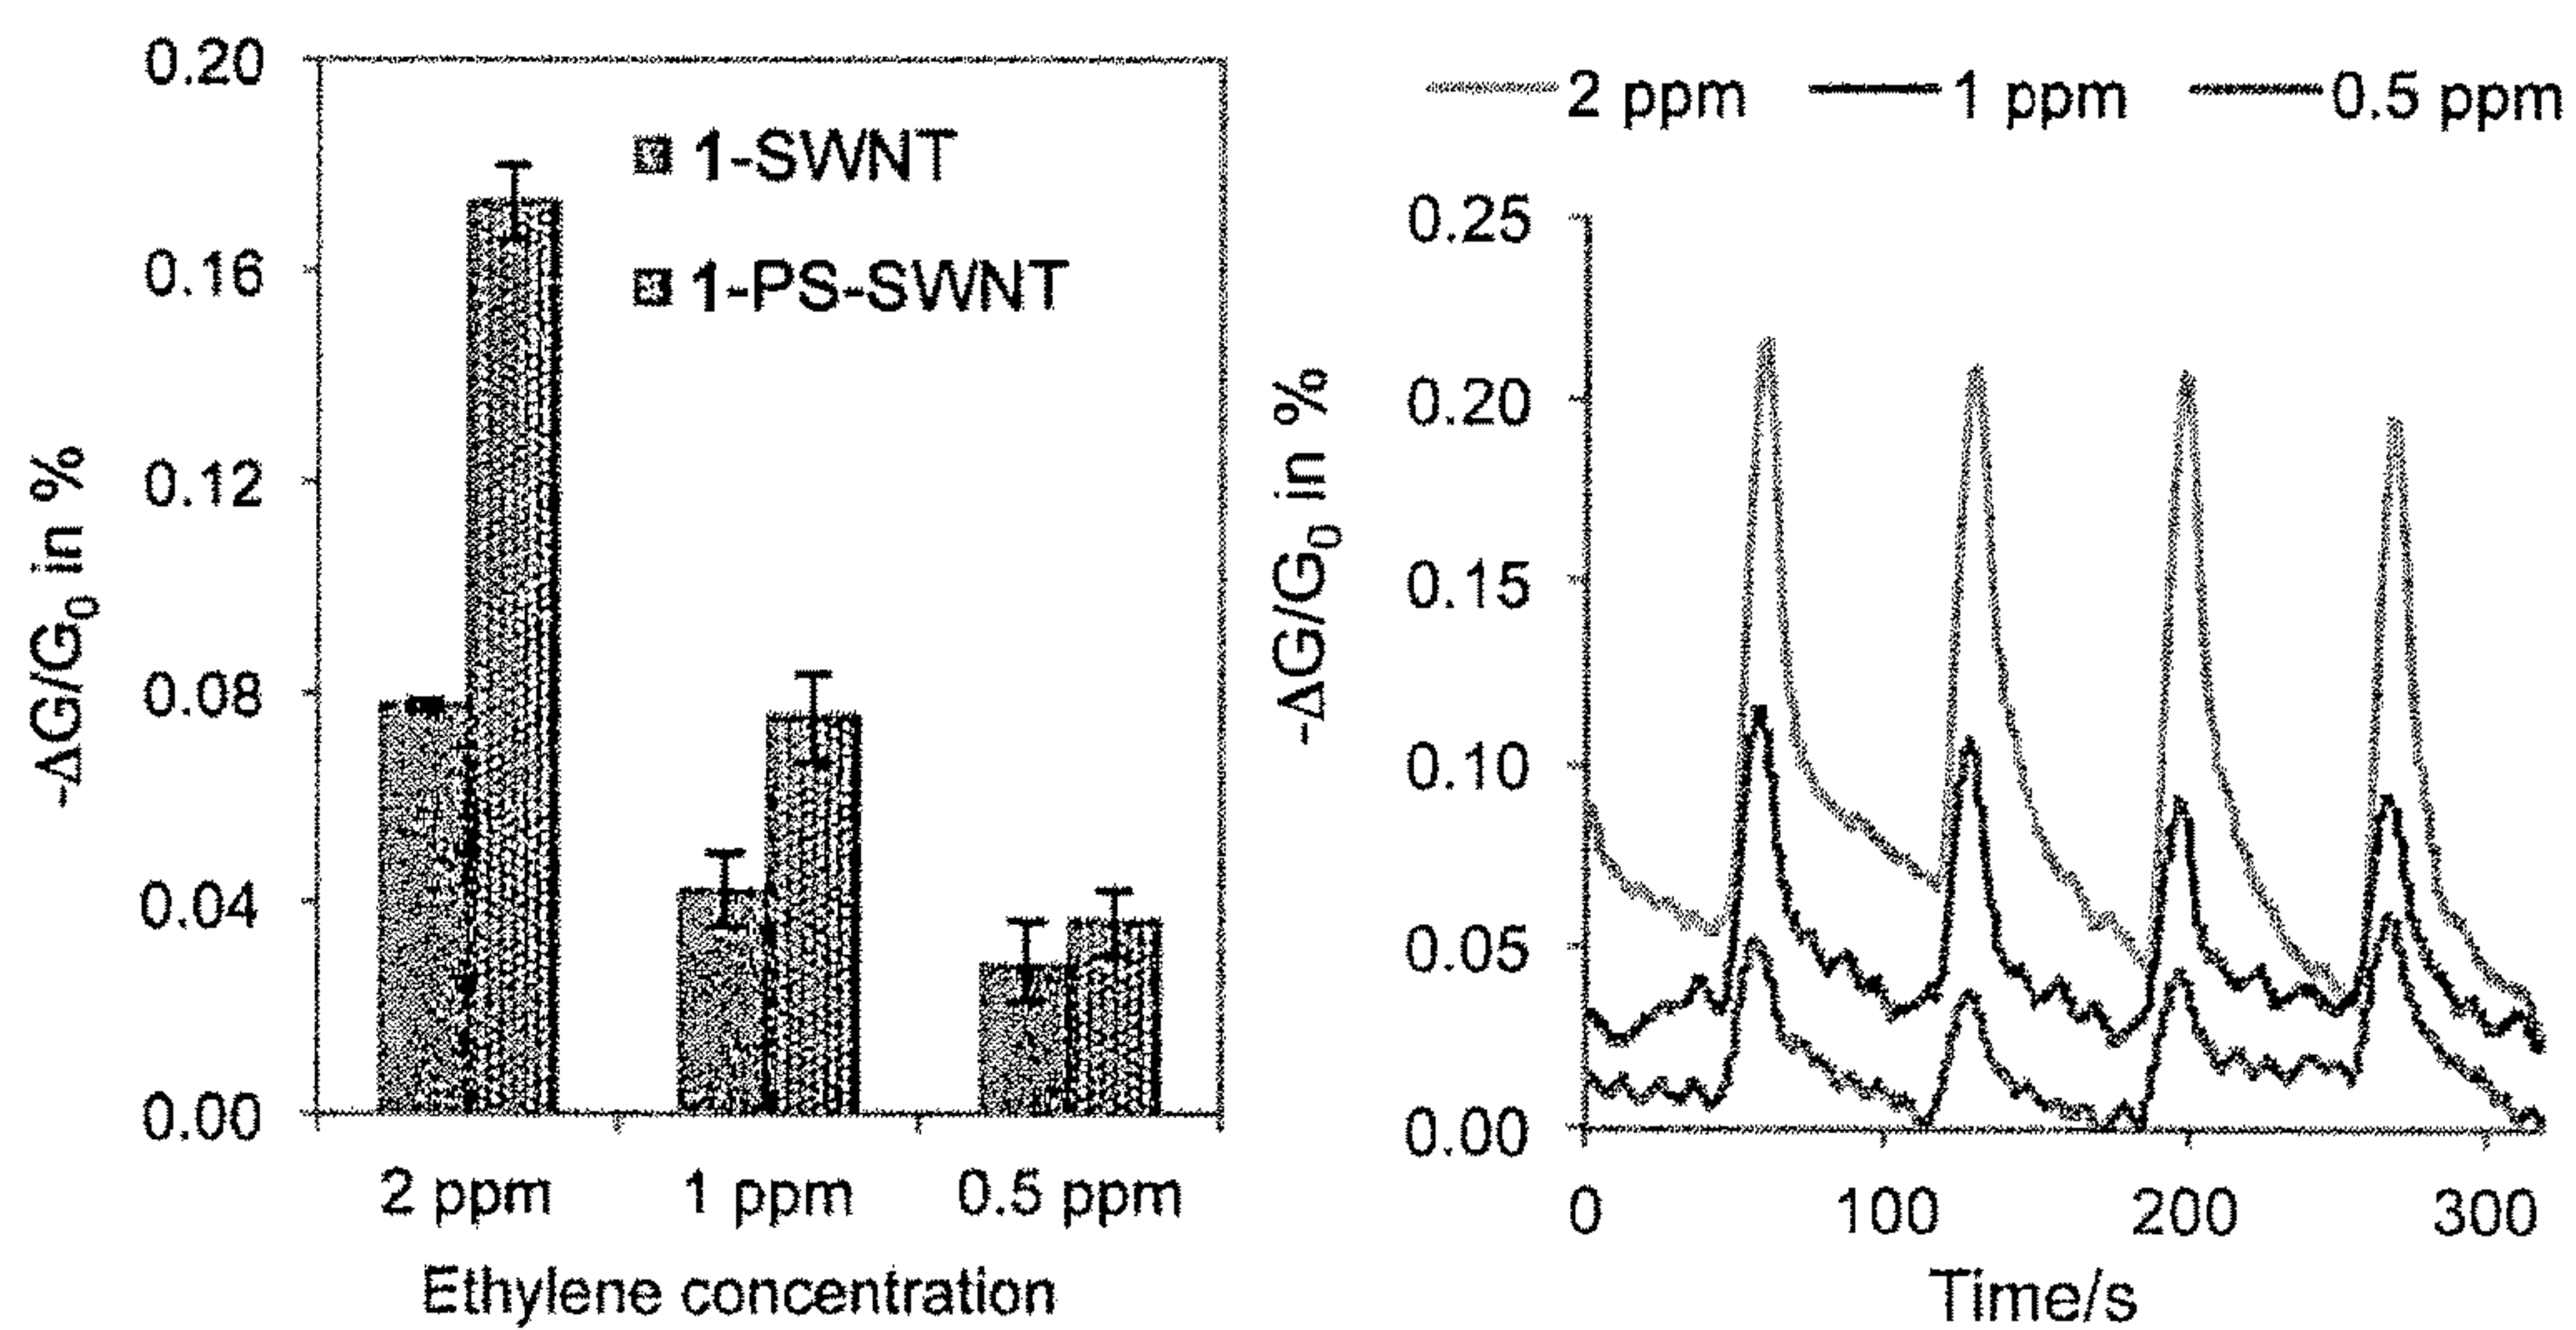 0.20
0.16
0.12
0.08
0.04
0.00
-ΔG/G0 in %
1-SWNT
1-PS-SWNT
2 ppm 1 ppm 0.5 ppm
Ethylene concentration
2 ppm 1 ppm 0.5 ppm
0.25
0.20
0.15
0.10
0.05
0.00
-ΔG/G0 in %
0 100 200 300
Time/s